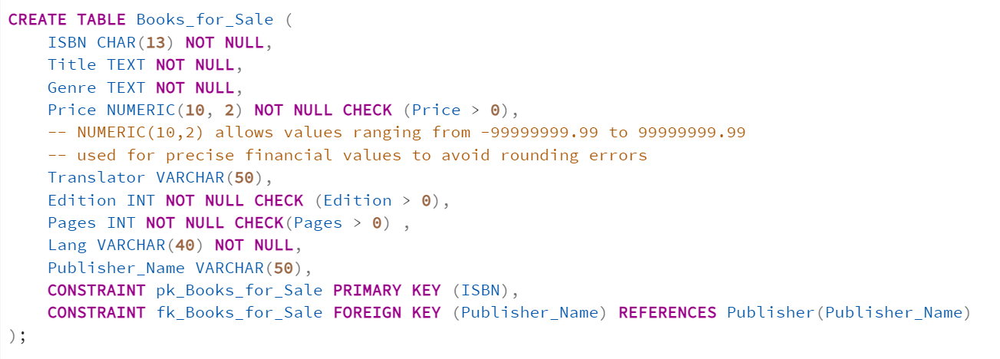 CREATE TABLE Books_for_Sale (
    ISBN CHAR(13) NOT NULL,
    Title TEXT NOT NULL,
    Genre TEXT NOT NULL,
    Price NUMERIC(10, 2) NOT NULL CHECK (Price > 0),
    -- NUMERIC(10,2) allows values ranging from -99999999.99 to 99999999.99
    -- used for precise financial values to avoid rounding errors
    Translator VARCHAR(50),
    Edition INT NOT NULL CHECK (Edition > 0),
    Pages INT NOT NULL CHECK(Pages > 0) ,
    Lang VARCHAR(40) NOT NULL,
    Publisher_Name VARCHAR(50),
    CONSTRAINT pk_Books_for_Sale PRIMARY KEY (ISBN),
    CONSTRAINT fk_Books_for_Sale FOREIGN KEY (Publisher_Name) REFERENCES Publisher(Publisher_Name)
);